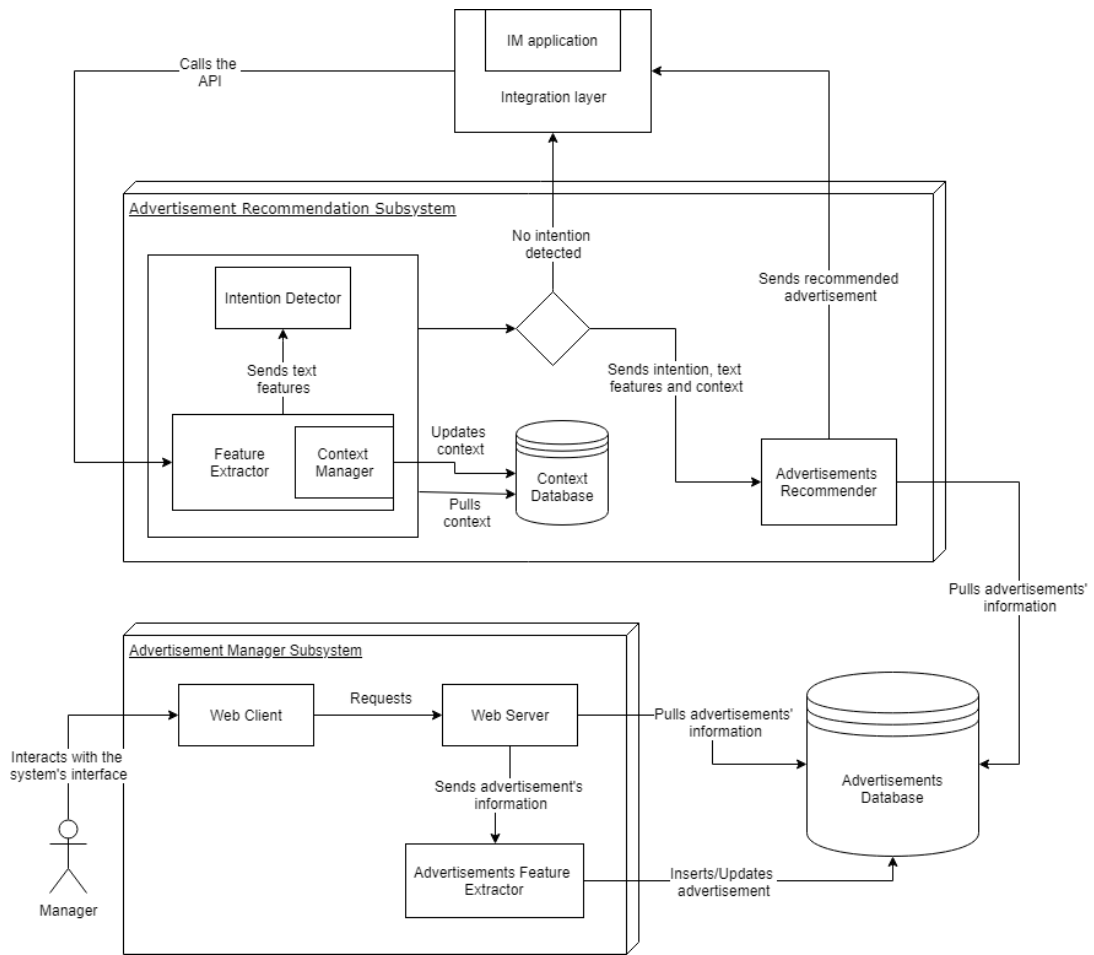 IM application
Integration layer
Calls the
API
Advertisement Recommendation Subsystem
No intention
detected
Sends recommended
advertisement
Intention Detector
Sends text
features
Sends intention, text
features and context
Feature
Extractor
Context
Manager
Updates
context
Pulls
context
Context
Database
Advertisements
Recommender
Pulls advertisements'
information
Advertisement Manager Subsystem
Web Client
Requests
Web Server
Pulls advertisements'
information
Interacts with the
system's interface
Sends advertisement's
information
Advertisements
Database
Advertisements Feature
Extractor
Inserts/Updates
advertisement
Manager